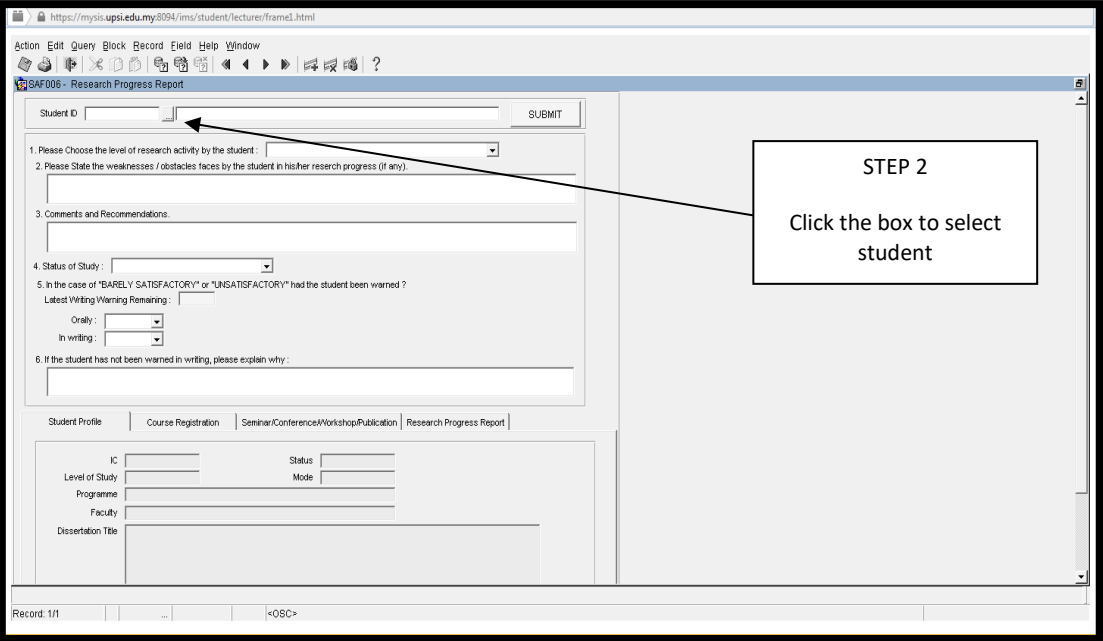 https://mysis.upsi.edu.my:8094/ims/student/lecturer/frame1.html
Action Edit Query Block Record Field Help Window
?
SAF006 - Research Progress Report
Student ID ... SUBMIT
1. Please Choose the level of research activity by the student :
2. Please State the weaknesses / obstacles faces by the student in his/her reserch progress (if any).
3. Comments and Recommendations.
4. Status of Study :
5. In the case of "BARELY SATISFACTORY" or "UNSATISFACTORY" had the student been warned ?
Latest Writing Warning Remaining :
Orally :
In writing :
6. If the student has not been warned in writing, please explain why :
STEP 2
Click the box to select
student
Student Profile Course Registration Seminar/Conference/Workshop/Publication Research Progress Report
IC Status
Level of Study Mode
Programme
Faculty
Dissertation Title
Record: 1/1 ... <OSC>